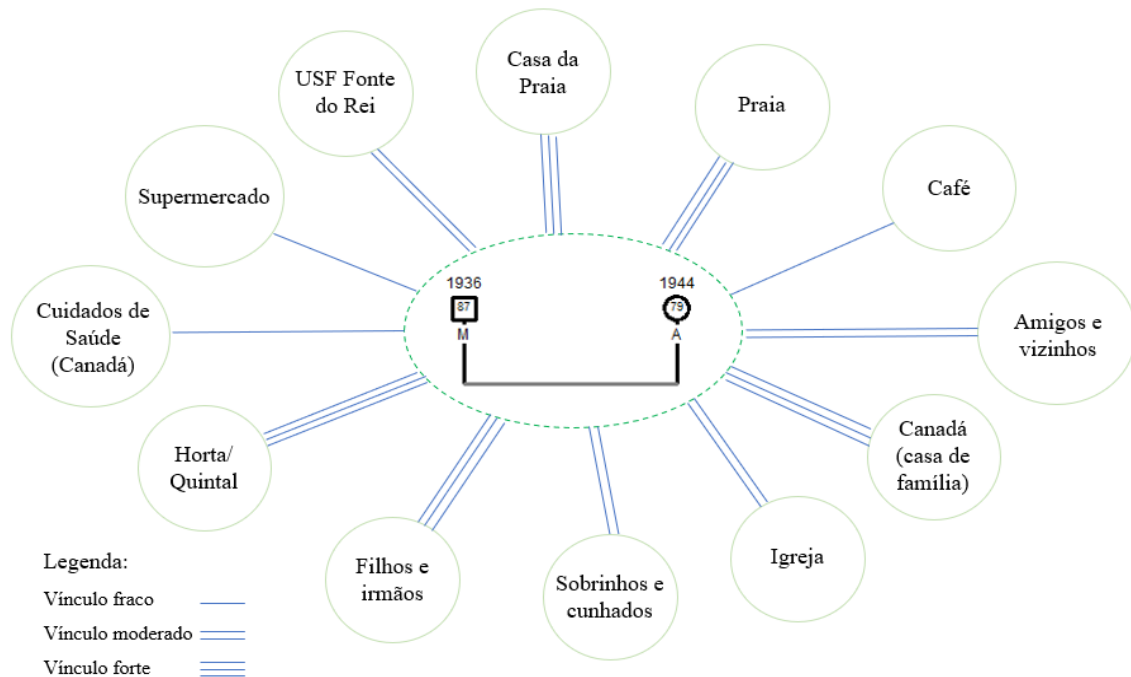 Casa da
Praia
USF Fonte
do Rei
Praia
Café
Supermercado
1936
87
M
1944
79
A
Cuidados de
Saúde
(Canadá)
Amigos e
vizinhos
Canadá
(casa de
família)
Horta/
Quintal
Igreja
Filhos e
irmãos
Sobrinhos e
cunhados
Legenda:
Vínculo fraco
Vínculo moderado
Vínculo forte